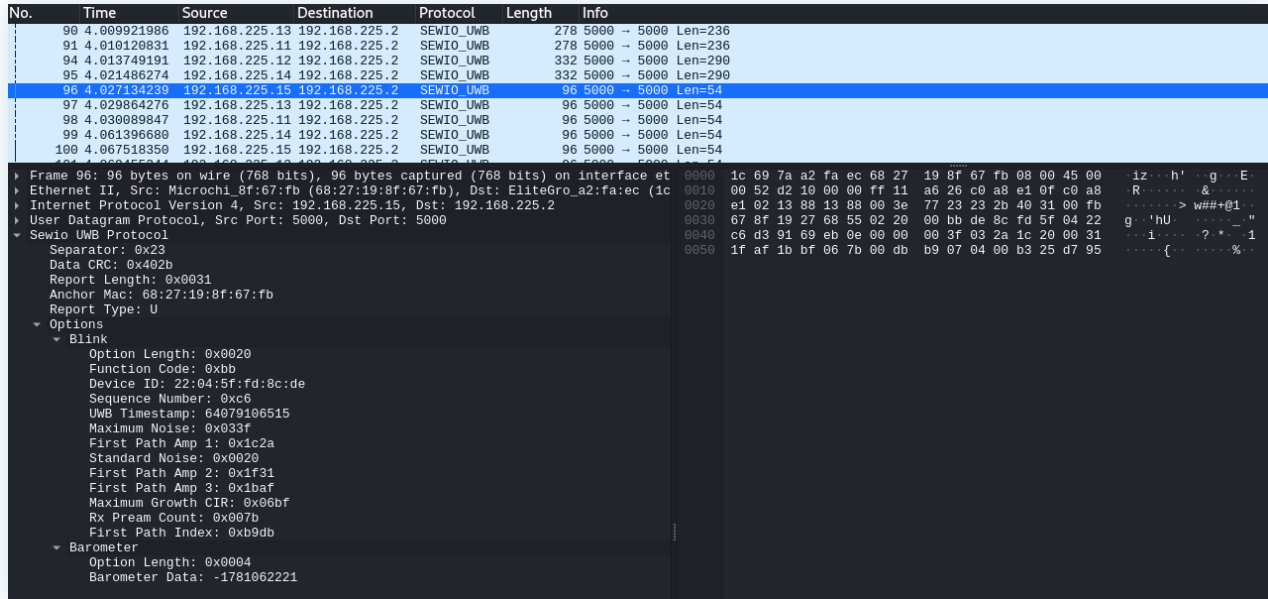 No. Time Source Destination Protocol Length Info
90 4.009921986 192.168.225.13 192.168.225.2 SEWIO_UWB 278 5000 → 5000 Len=236
91 4.010120831 192.168.225.11 192.168.225.2 SEWIO_UWB 278 5000 → 5000 Len=236
94 4.013749191 192.168.225.12 192.168.225.2 SEWIO_UWB 332 5000 → 5000 Len=290
95 4.021486274 192.168.225.14 192.168.225.2 SEWIO_UWB 332 5000 → 5000 Len=290
96 4.027134239 192.168.225.15 192.168.225.2 SEWIO_UWB 96 5000 → 5000 Len=54
97 4.029864276 192.168.225.13 192.168.225.2 SEWIO_UWB 96 5000 → 5000 Len=54
98 4.030089847 192.168.225.11 192.168.225.2 SEWIO_UWB 96 5000 → 5000 Len=54
99 4.061396680 192.168.225.14 192.168.225.2 SEWIO_UWB 96 5000 → 5000 Len=54
100 4.067518350 192.168.225.15 192.168.225.2 SEWIO_UWB 96 5000 → 5000 Len=54
Frame 96: 96 bytes on wire (768 bits), 96 bytes captured (768 bits) on interface et
Ethernet II, Src: Microchi_8f:67:fb (68:27:19:8f:67:fb), Dst: EliteGro_a2:fa:ec (1c
Internet Protocol Version 4, Src: 192.168.225.15, Dst: 192.168.225.2
User Datagram Protocol, Src Port: 5000, Dst Port: 5000
Sewio UWB Protocol
Separator: 0x23
Data CRC: 0x402b
Report Length: 0x0031
Anchor Mac: 68:27:19:8f:67:fb
Report Type: U
Options
Blink
Option Length: 0x0020
Function Code: 0xbb
Device ID: 22:04:5f:fd:8c:de
Sequence Number: 0xc6
UWB Timestamp: 64079106515
Maximum Noise: 0x033f
First Path Amp 1: 0x1c2a
Standard Noise: 0x0020
First Path Amp 2: 0x1f31
First Path Amp 3: 0x1baf
Maximum Growth CIR: 0x06bf
Rx Pream Count: 0x007b
First Path Index: 0xb9db
Barometer
Option Length: 0x0004
Barometer Data: -1781062221
0000 1c 69 7a a2 fa ec 68 27 19 8f 67 fb 08 00 45 00 ·iz···h' ··g···E·
0010 00 52 d2 10 00 00 ff 11 a6 26 c0 a8 e1 0f c0 a8 ·R······ ·&······
0020 e1 02 13 88 13 88 00 3e 77 23 23 2b 40 31 00 fb ·······> w##+@1··
0030 67 8f 19 27 68 55 02 20 00 bb de 8c fd 5f 04 22 g··'hU· ·····_·"
0040 c6 d3 91 69 eb 0e 00 00 00 3f 03 2a 1c 20 00 31 ···i···· ·?·*· ·1
0050 1f af 1b bf 06 7b 00 db b9 07 04 00 b3 25 d7 95 ·····{·· ·····%··